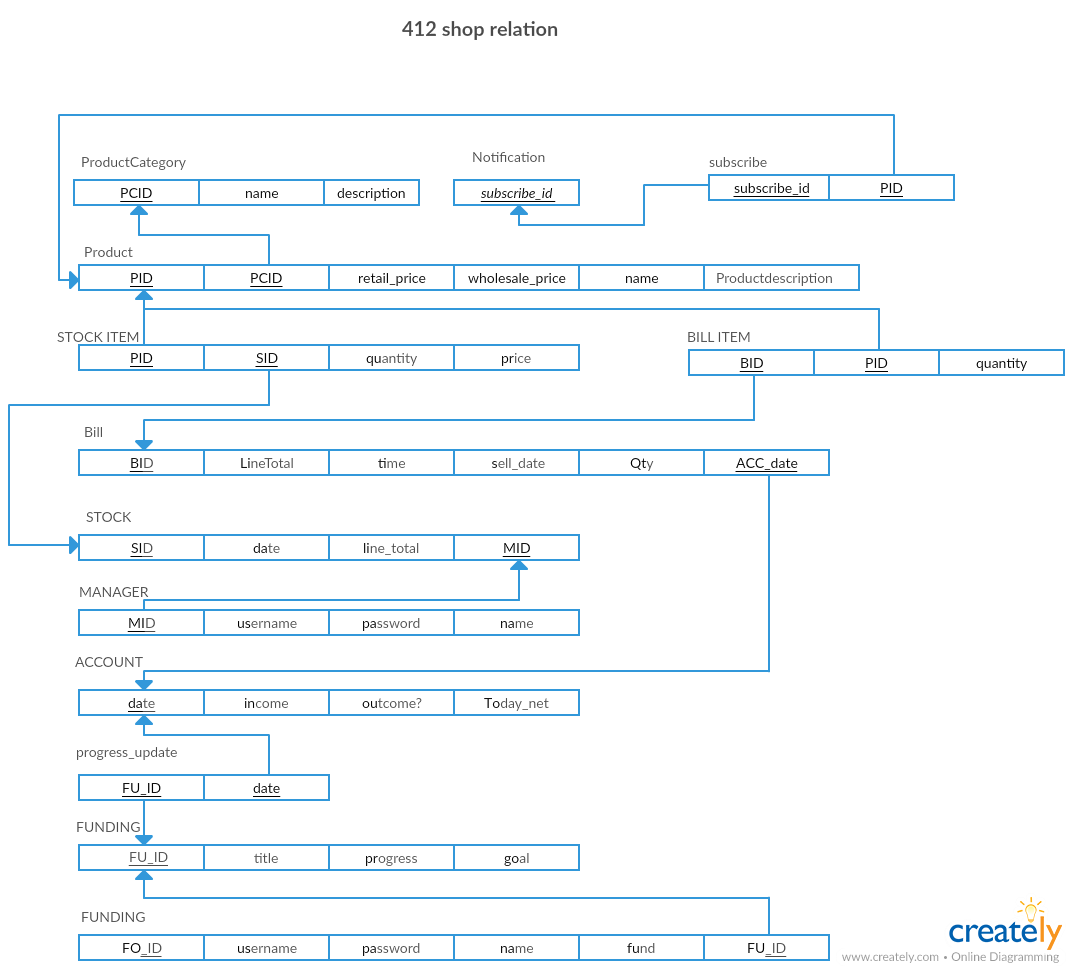 412 shop relation
ProductCategory
PCID name description
Notification
subscribe_id
subscribe
subscribe_id PID
Product
PID PCID retail_price wholesale_price name Productdescription
STOCK ITEM
PID SID quantity price
BILL ITEM
BID PID quantity
Bill
BID LineTotal time sell_date Qty ACC_date
STOCK
SID date line_total MID
MANAGER
MID username password name
ACCOUNT
date income outcome? Today_net
progress_update
FU_ID date
FUNDING
FU_ID title progress goal
FUNDING
FO_ID username password name fund FU_ID
creately
www.creately.com • Online Diagramming